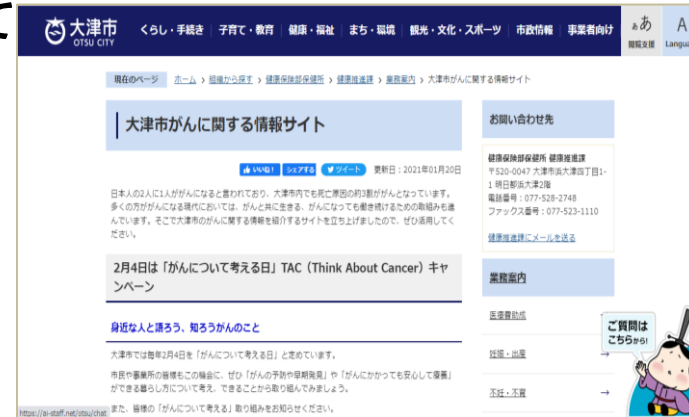 て
大津市
OTSU CITY
くらし・手続き 子育て・教育 健康・福祉 まち・環境 観光・文化・スポーツ 市政情報 事業者向け
あぁ
閲覧支援
A
Langua
現在のページ ホーム 組織から探す 健康保険部保健所 健康推進課 業務案内 大津市がんに関する情報サイト
大津市がんに関する情報サイト
いいね! シェアする ツイート 更新日：2021年01月20日
日本人の2人に1人ががんになると言われており、大津市内でも死亡原因の約3割ががんとなっています。
多くの方ががんになる現代においては、がんと共に生きる、がんになっても働き続けるための取組みも進
んでいます。そこで大津市のがんに関する情報を紹介するサイトを立ち上げましたので、ぜひ活用してく
ださい。
2月4日は「がんについて考える日」TAC（Think About Cancer）キャ
ンペーン
身近な人と語ろう、知ろうがんのこと
大津市では毎年2月4日を「がんについて考える日」と定めています。
市民や事業所の皆様もこの機会に、ぜひ「がんの予防や早期発見」や「がんにかかっても安心して療養」
ができる暮らし方について考え、できることから取り組んでみましょう。
また、皆様の「がんについて考える」取り組みをお知らせください。
https://ai-staff.net/otsu/chat
お問い合わせ先
健康保険部保健所 健康推進課
〒520-0047 大津市浜大津四丁目1-
1 明日都浜大津2階
電話番号：077-528-2748
ファックス番号：077-523-1110
健康推進課にメールを送る
業務案内
医療費助成
妊娠・出産 →
不妊・不育 →
ご質問は
こちらから!